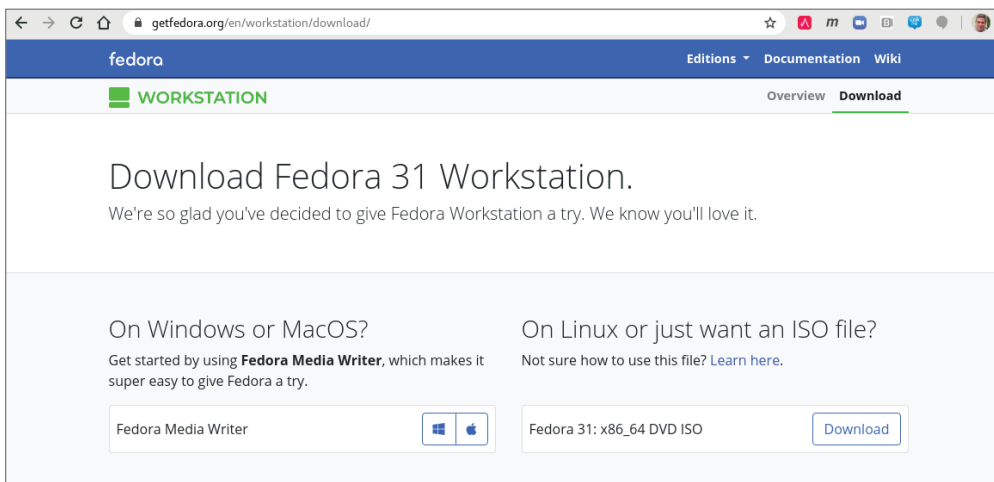 getfedora.org/en/workstation/download/
m
B
fedora
Editions Documentation Wiki
WORKSTATION
Overview Download
Download Fedora 31 Workstation.
We're so glad you've decided to give Fedora Workstation a try. We know you'll love it.
On Windows or MacOS?
Get started by using Fedora Media Writer, which makes it
super easy to give Fedora a try.
Fedora Media Writer
On Linux or just want an ISO file?
Not sure how to use this file? Learn here.
Fedora 31: x86_64 DVD ISO
Download